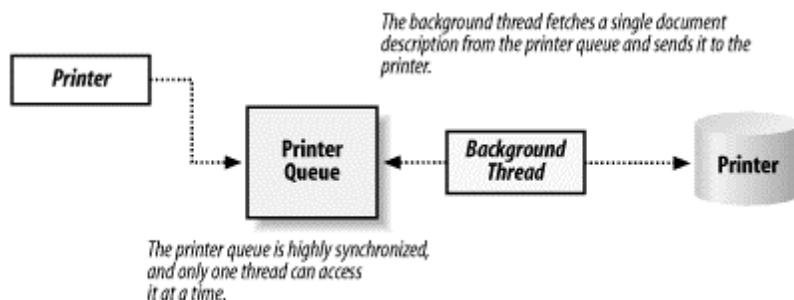 The background thread fetches a single document
description from the printer queue and sends it to the
printer.
Printer
Printer
Queue
Background
Thread
Printer
The printer queue is highly synchronized,
and only one thread can access
it at a time.